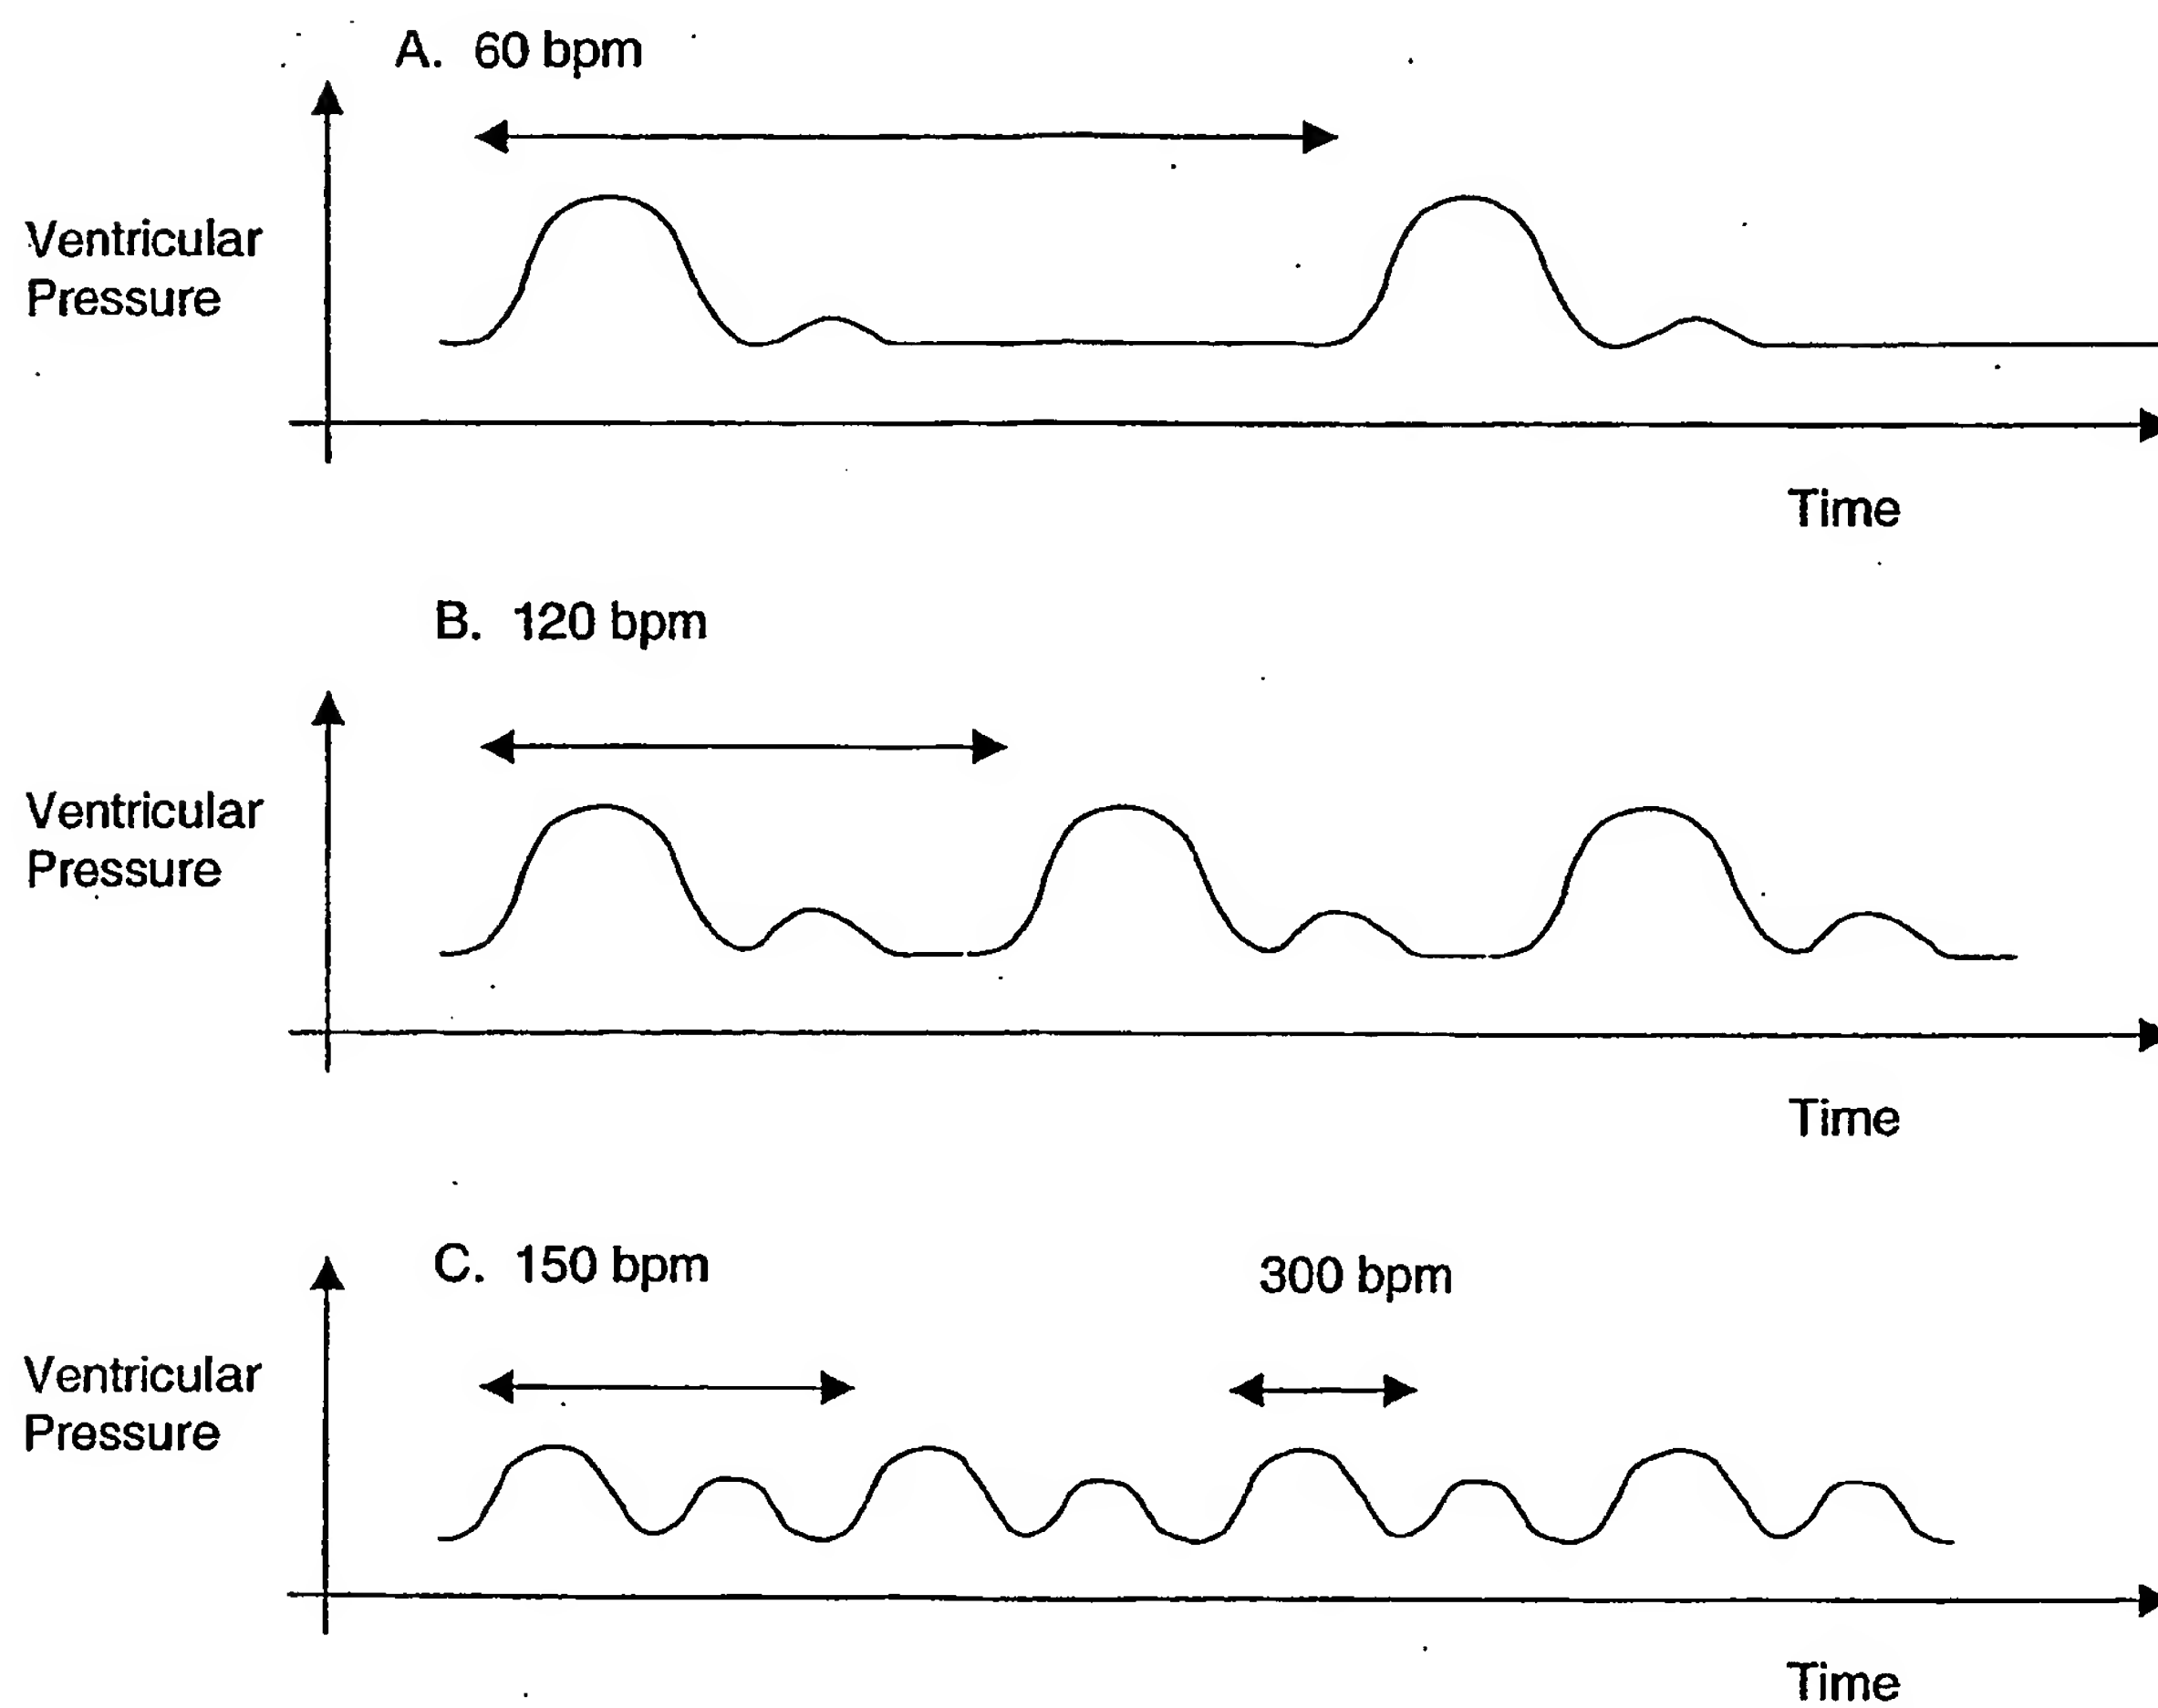 A. 60 bpm
Ventricular
Pressure
Time
B. 120 bpm
Ventricular
Pressure
Time
C. 150 bpm
300 bpm
Ventricular
Pressure
Time